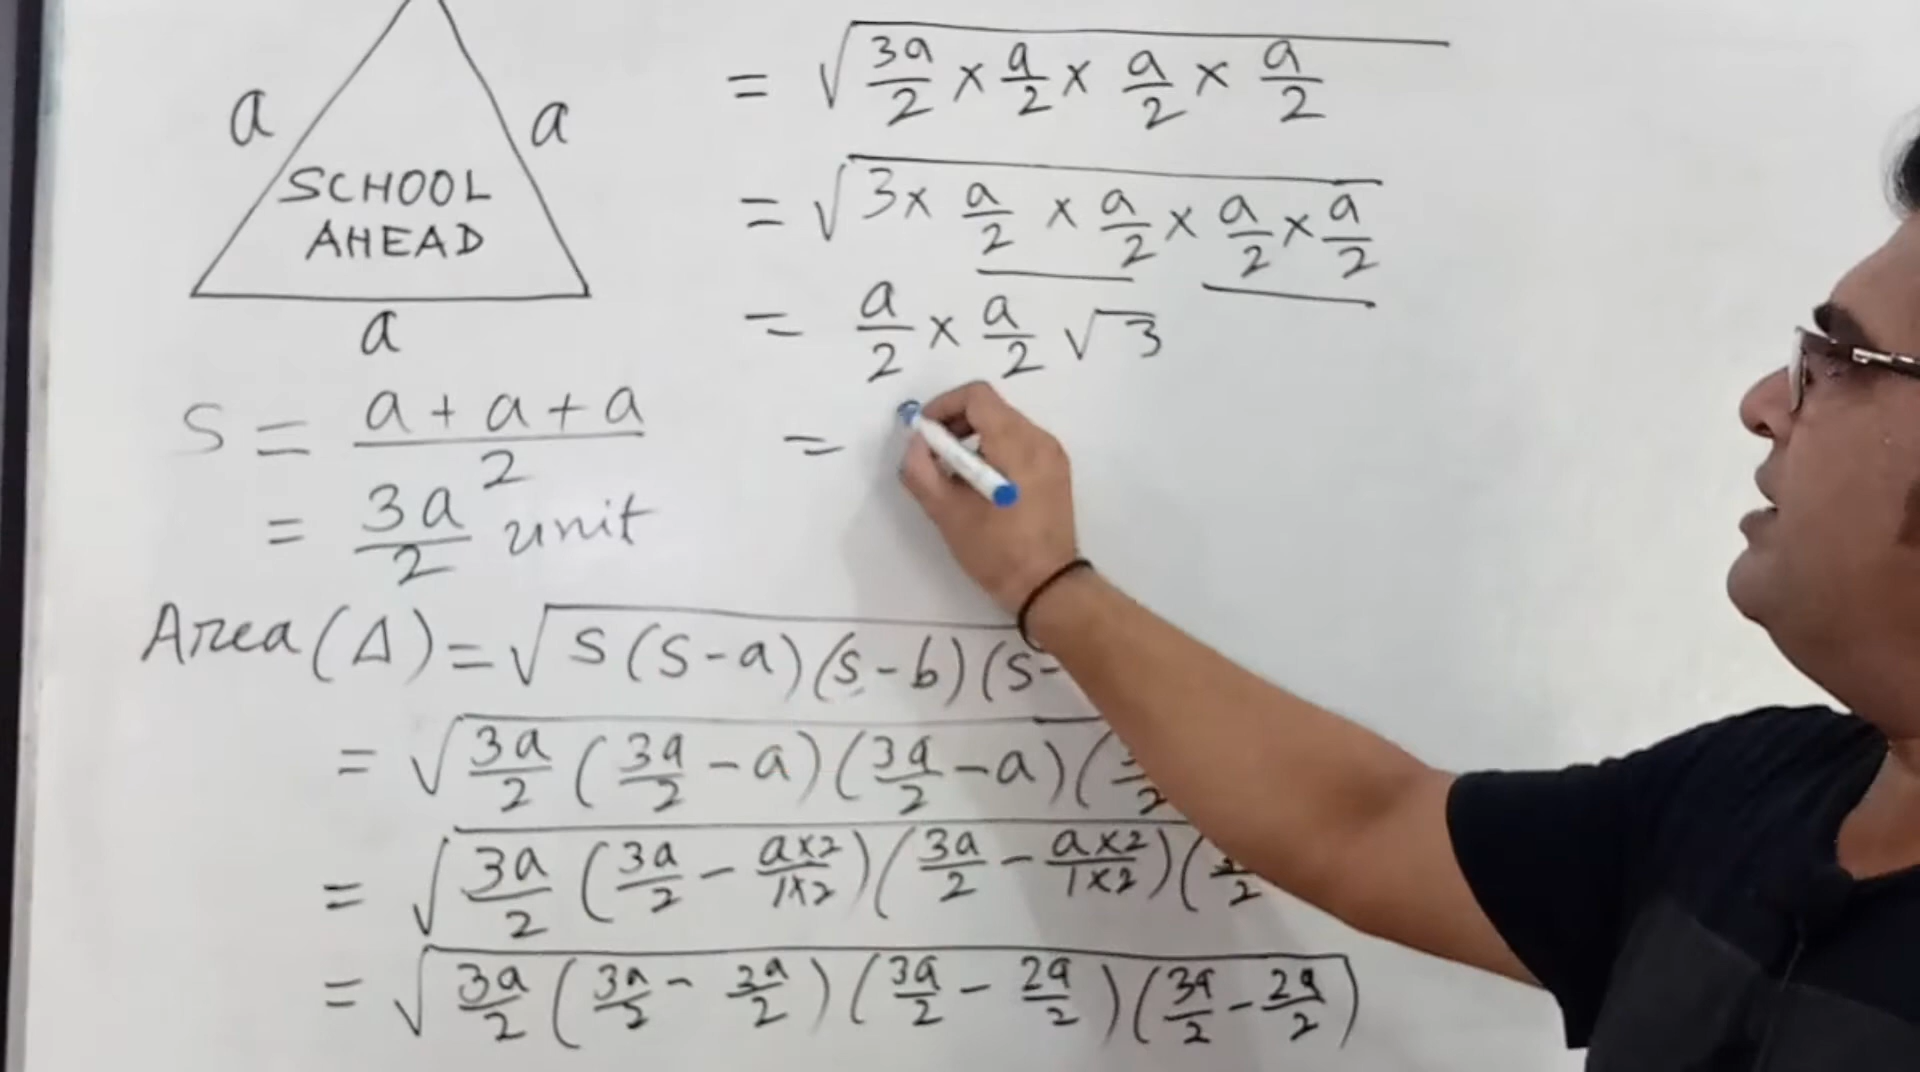 a
a
SCHOOL
AHEAD
a
S = (a + a + a)/2
= 3a/2 unit
Area (Δ) = √(S(S-a)(s-b)(s-
= √(3a/2 (3a/2 - a)(3a/2 - a)(
= √(3a/2 (3a/2 - a×2/1×2)(3a/2 - a×2/1×2)(
= √(3a/2 (3a/2 - 2a/2)(3a/2 - 2a/2)(3a/2 - 2a/2))
= √(3a/2 × a/2 × a/2 × a/2)
= √(3 × a/2 × a/2 × a/2 × a/2)
= a/2 × a/2 √3
=